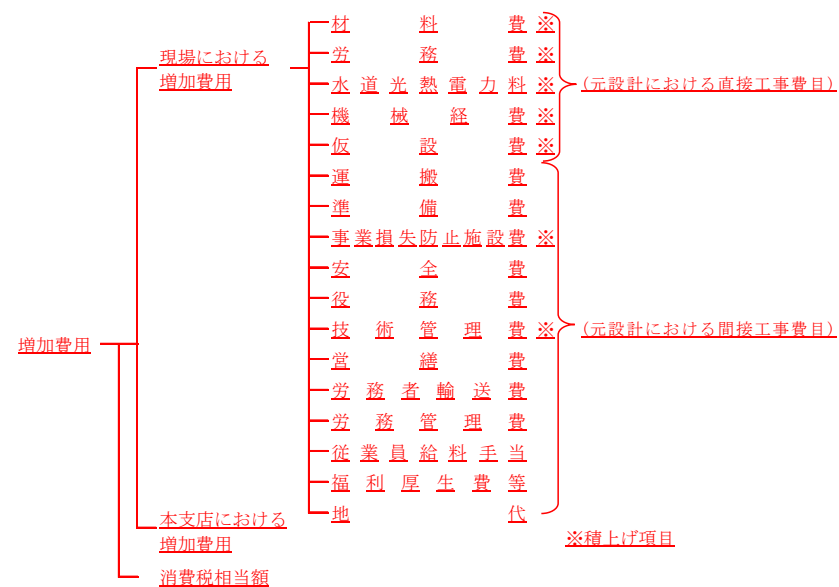 材料費※
労務費※
現場における
増加費用
水道光熱電力料※
(元設計における直接工事費目)
機械経費※
仮設費※
運搬費
準備費
事業損失防止施設費※
安全費
役務費
技術管理費※
(元設計における間接工事費目)
増加費用
営繕費
労務者輸送費
労務管理費
従業員給料手当
福利厚生費等
地代
本支店における
増加費用
※積上げ項目
消費税相当額